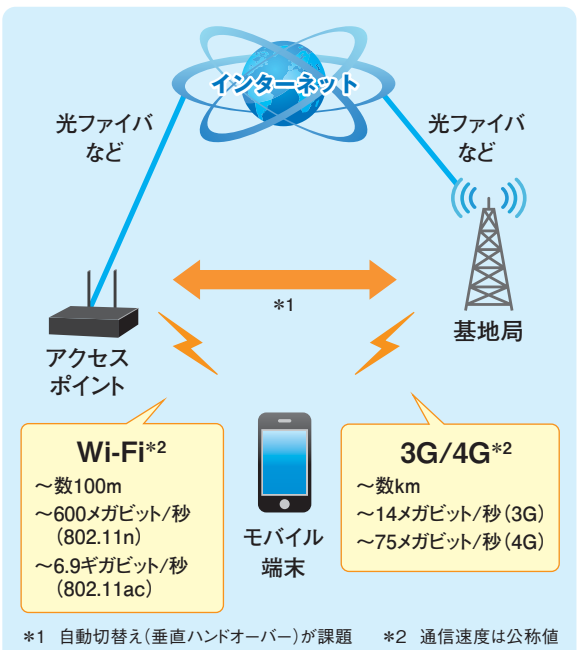 インターネット
光ファイバ
など
光ファイバ
など
*1
アクセス
ポイント
基地局
Wi-Fi*2
~数100m
~600メガビット/秒
(802.11n)
~6.9ギガビット/秒
(802.11ac)
モバイル
端末
3G/4G*2
~数km
~14メガビット/秒(3G)
~75メガビット/秒(4G)
*1 自動切替え(垂直ハンドオーバー)が課題 *2 通信速度は公称値